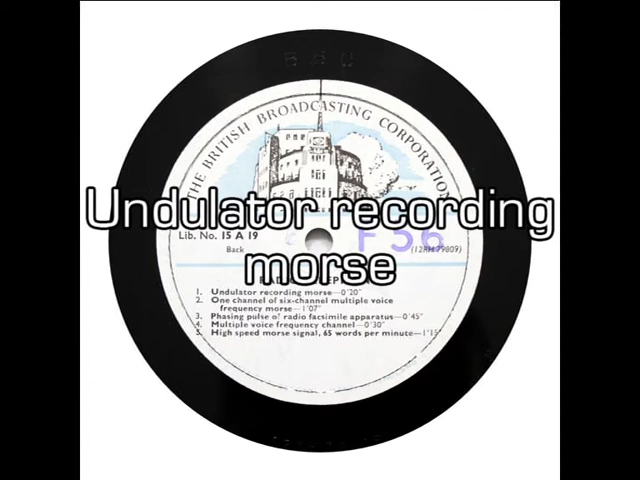 THE BRITISH BROADCASTING CORPORATION
Undulator recording
morse
Lib. No. 15 A 19
F 56
Back
(12RM 79809)
1. Undulator recording morse—0'20"
2. One channel of six-channel multiple voice
frequency morse—1'07"
3. Phasing pulse of radio facsimile apparatus—0'45"
4. Multiple voice frequency channel—0'30"
5. High speed morse signal, 65 words per minute—1'15"